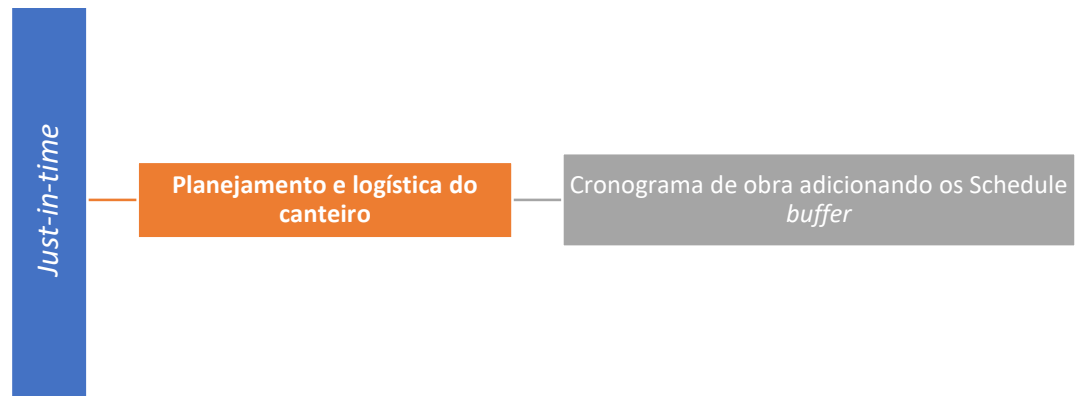 Just-in-time
Planejamento e logística do
canteiro
Cronograma de obra adicionando os Schedule
buffer